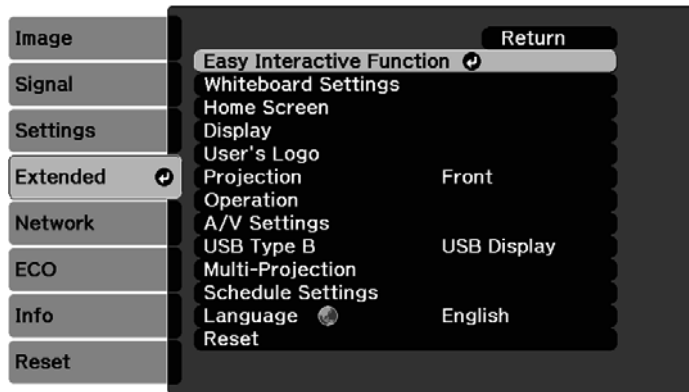 Image
Signal
Settings
Extended
Network
ECO
Info
Reset
Return
Easy Interactive Function
Whiteboard Settings
Home Screen
Display
User's Logo
Projection Front
Operation
A/V Settings
USB Type B USB Display
Multi-Projection
Schedule Settings
Language English
Reset